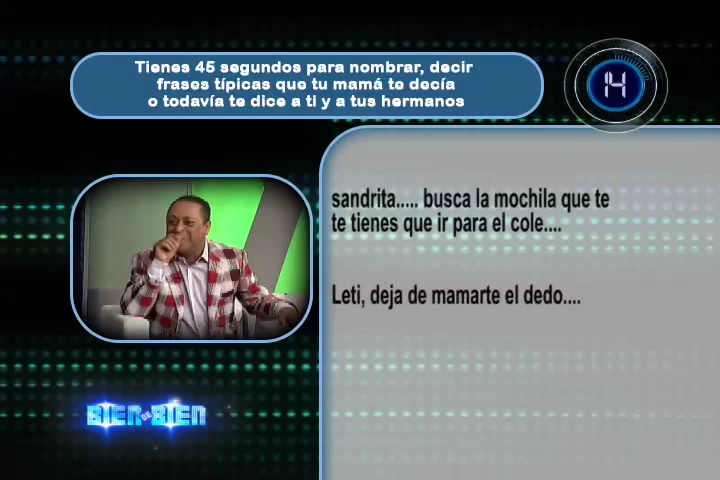 Tienes 45 segundos para nombrar, decir
frases típicas que tu mamá te decía
o todavía te dice a ti y a tus hermanos
14
sandrita..... busca la mochila que te
te tienes que ir para el cole....
Leti, deja de mamarte el dedo....
BIEN DE BIEN